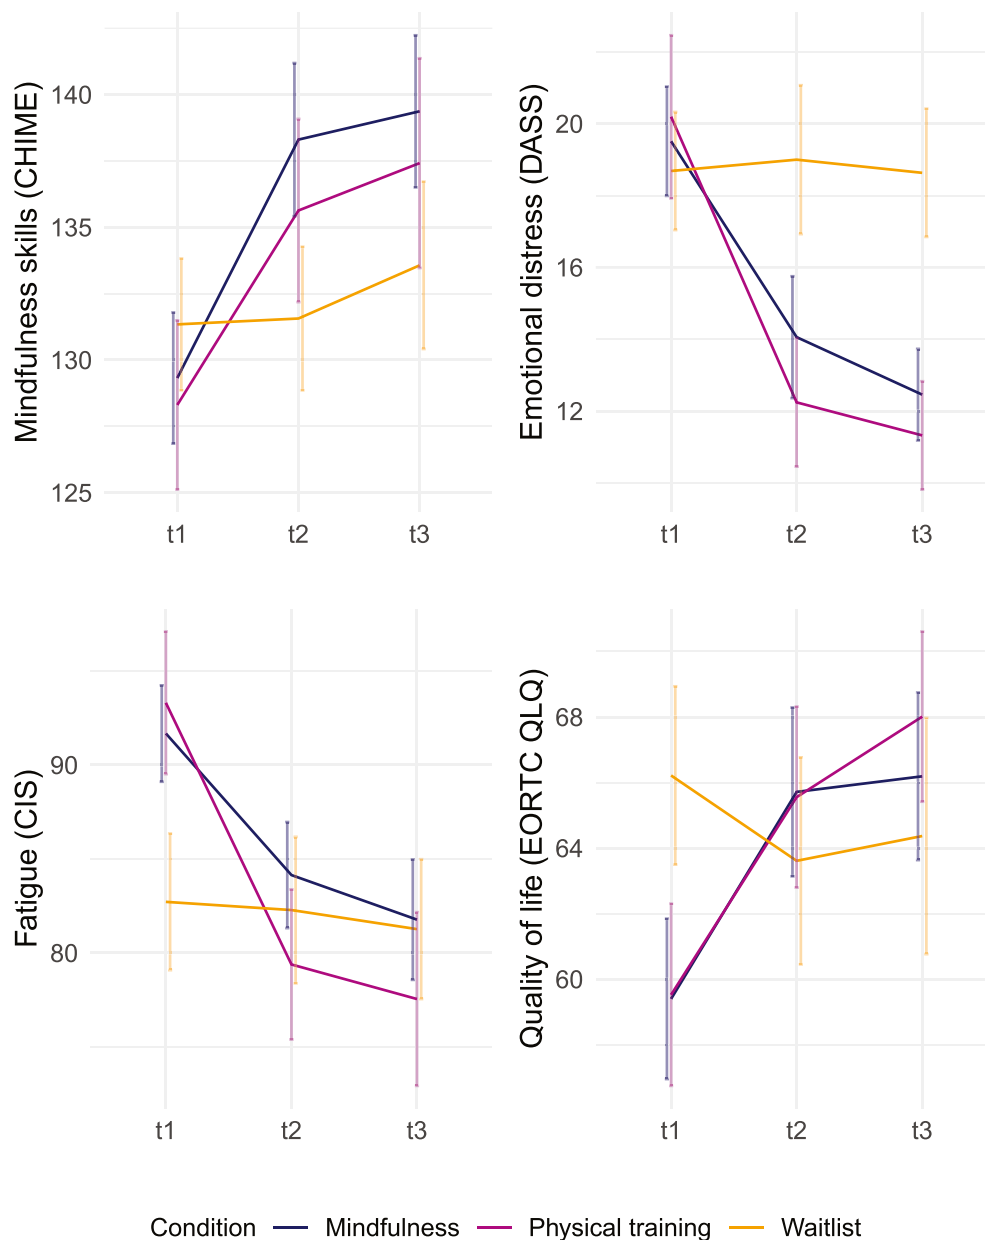 Mindfulness skills (CHIME)
140
135
130
125
t1 t2 t3
Emotional distress (DASS)
20
16
12
t1 t2 t3
Fatigue (CIS)
90
80
t1 t2 t3
Quality of life (EORTC QLQ)
68
64
60
t1 t2 t3
Condition Mindfulness Physical training Waitlist